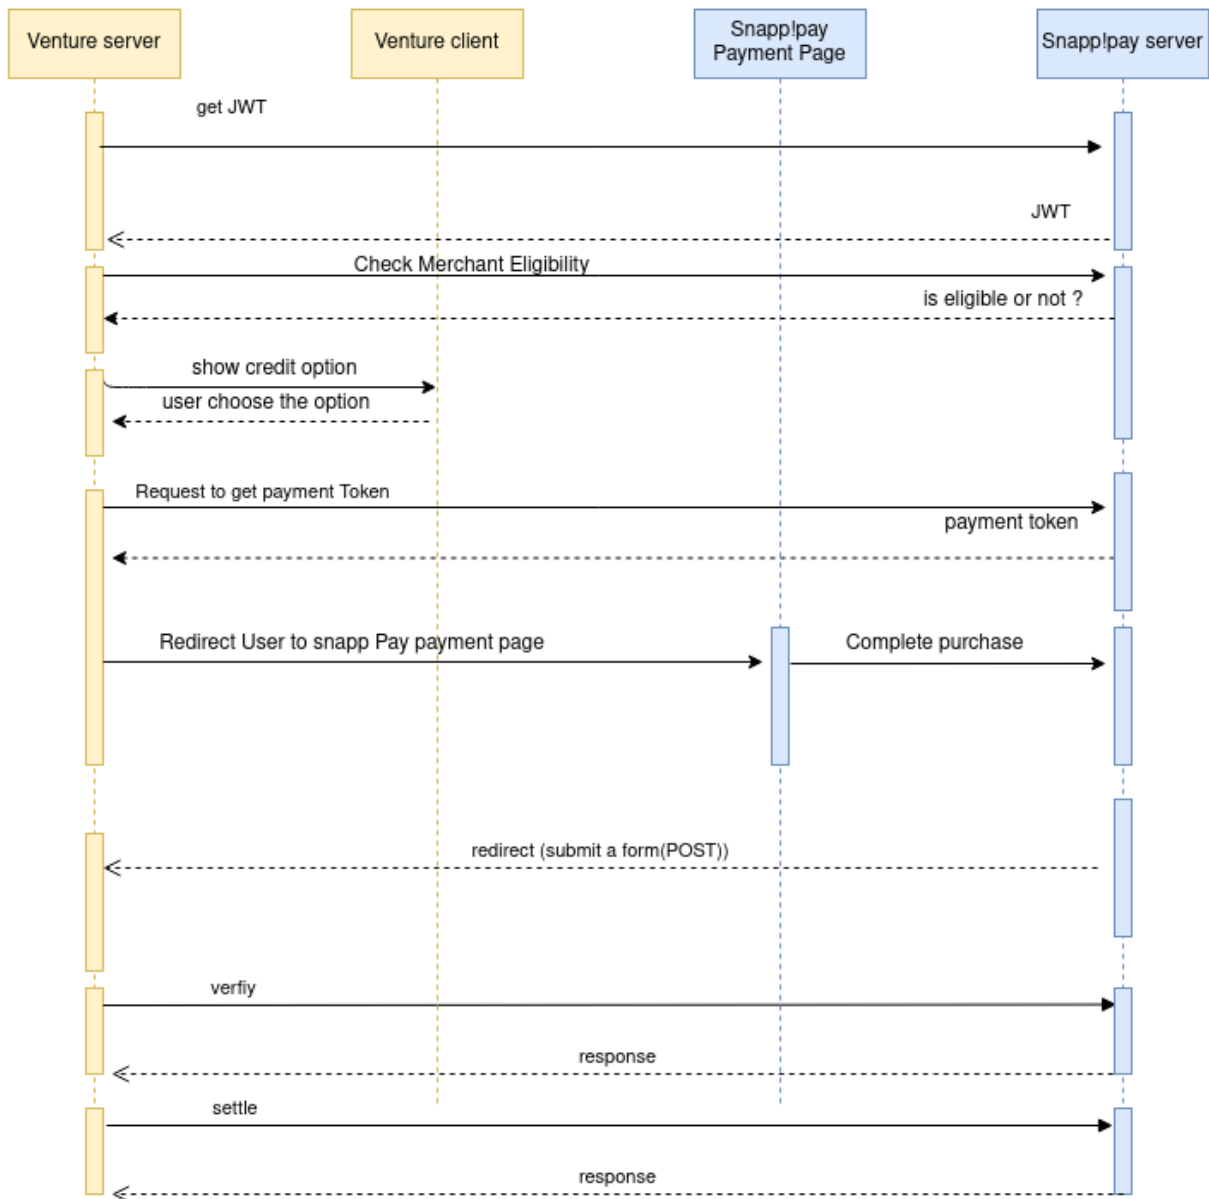 Venture server
Venture client
Snapp!pay
Payment Page
Snapp!pay server
get JWT
JWT
Check Merchant Eligibility
is eligible or not ?
show credit option
user choose the option
Request to get payment Token
payment token
Redirect User to snapp Pay payment page
Complete purchase
redirect (submit a form(POST))
verfiy
response
settle
response